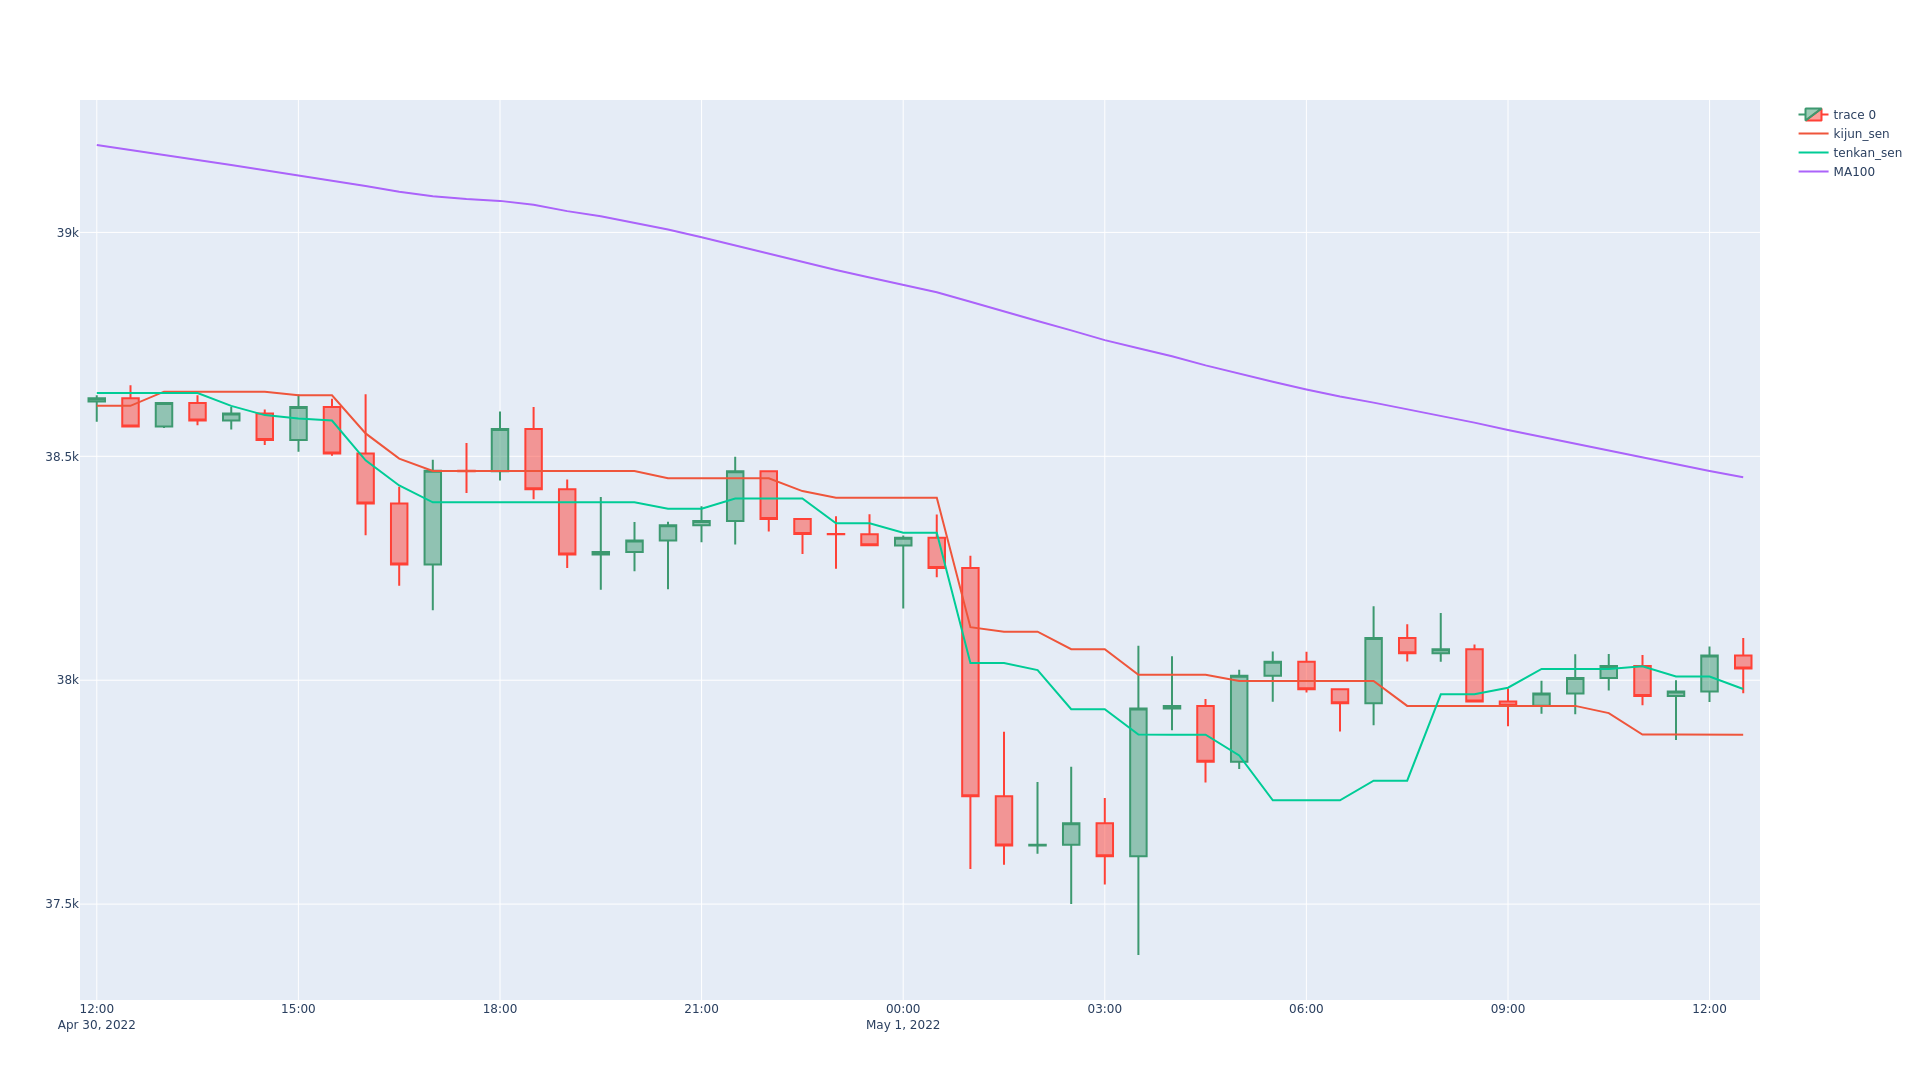 trace 0
kijun_sen
tenkan_sen
MA100
39k
38.5k
38k
37.5k
12:00 15:00 18:00 21:00 00:00 03:00 06:00 09:00 12:00
Apr 30, 2022 May 1, 2022